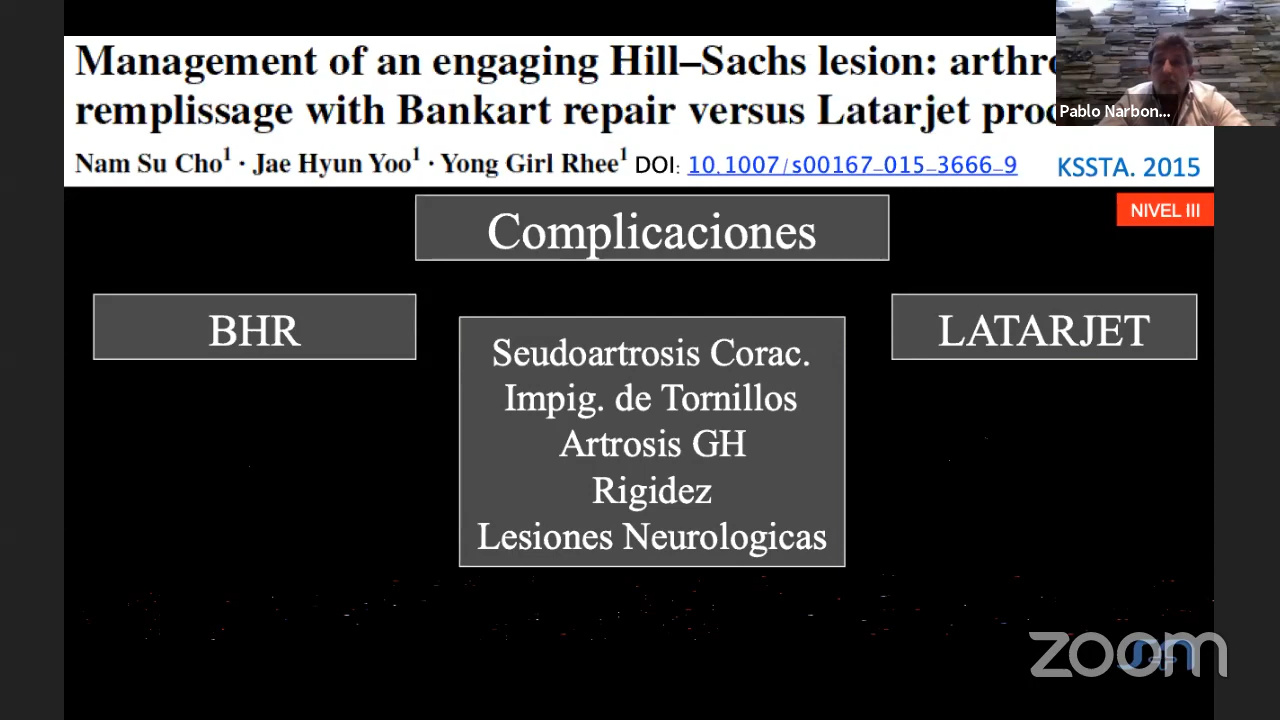 Management of an engaging Hill–Sachs lesion: arthro
remplissage with Bankart repair versus Latarjet proc
Pablo Narbon...
Nam Su Cho1 · Jae Hyun Yoo1 · Yong Girl Rhee1 DOI: 10.1007/s00167-015-3666-9 KSSTA. 2015
NIVEL III
Complicaciones
BHR
LATARJET
Seudoartrosis Corac.
Impig. de Tornillos
Artrosis GH
Rigidez
Lesiones Neurologicas
zoom